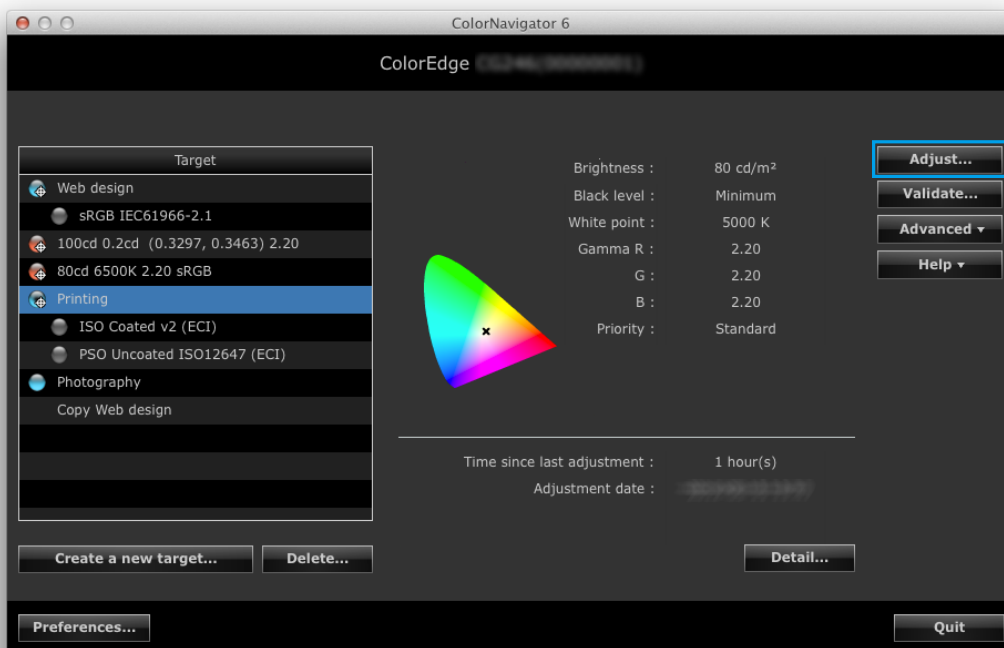 ColorNavigator 6
ColorEdge
Target
Web design
sRGB IEC61966-2.1
100cd 0.2cd (0.3297, 0.3463) 2.20
80cd 6500K 2.20 sRGB
Printing
ISO Coated v2 (ECI)
PSO Uncoated ISO12647 (ECI)
Photography
Copy Web design
Create a new target...
Delete...
Brightness : 80 cd/m²
Black level : Minimum
White point : 5000 K
Gamma R : 2.20
G : 2.20
B : 2.20
Priority : Standard
Time since last adjustment : 1 hour(s)
Adjustment date :
Detail...
Adjust...
Validate...
Advanced ▾
Help ▾
Preferences...
Quit